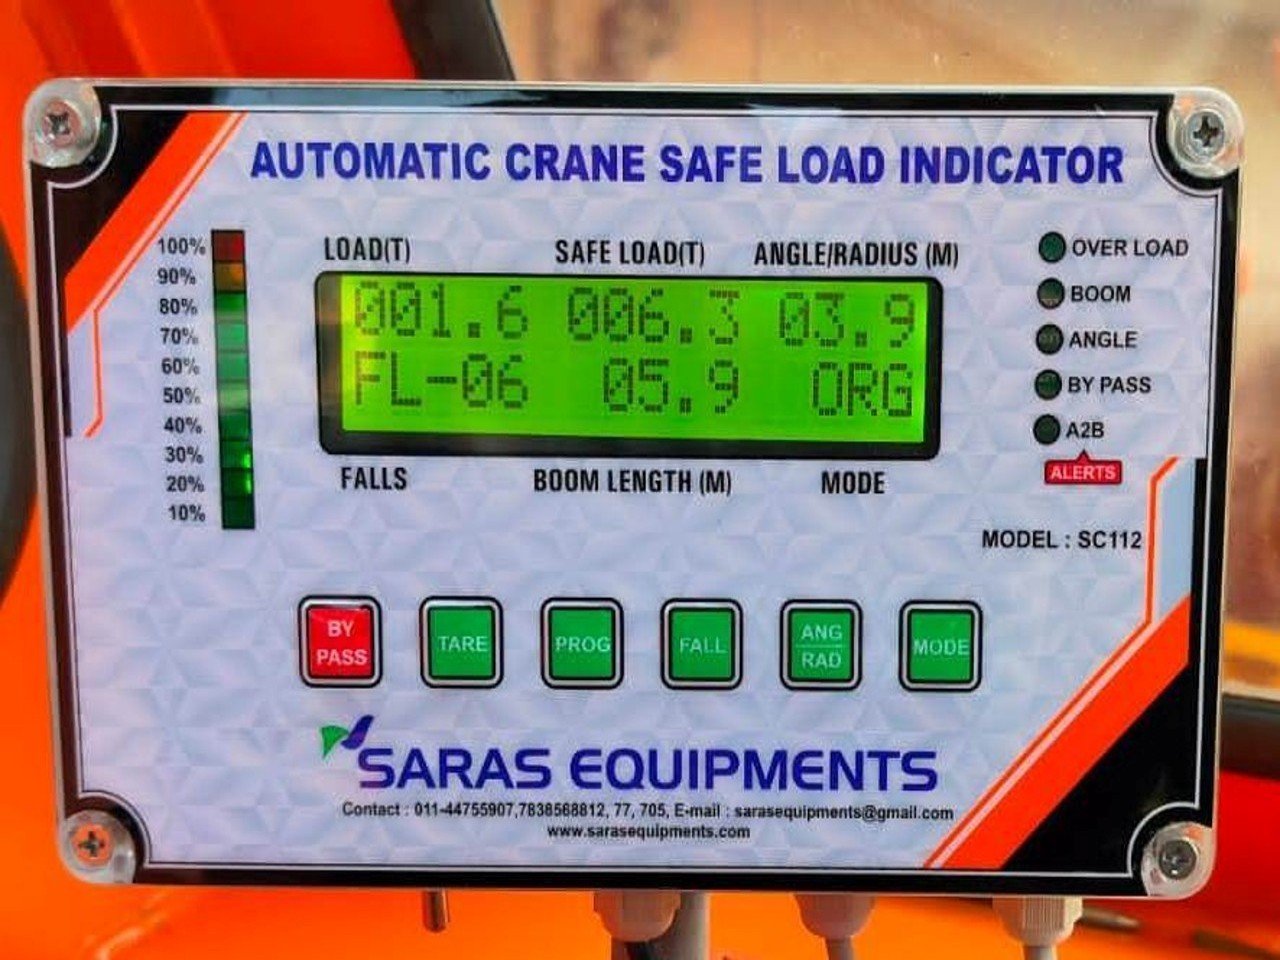 AUTOMATIC CRANE SAFE LOAD INDICATOR
LOAD(T) SAFE LOAD(T) ANGLE/RADIUS (M)
001.6 006.3 03.9
FL-06 05.9 ORG
FALLS BOOM LENGTH (M) MODE
100%
90%
80%
70%
60%
50%
40%
30%
20%
10%
OVER LOAD
BOOM
ANGLE
BY PASS
A2B
ALERTS
MODEL : SC112
BY
PASS
TARE
PROG
FALL
ANG
RAD
MODE
SARAS EQUIPMENTS
Contact : 011-44755907,7838568812, 77, 705, E-mail : sarasequipments@gmail.com
www.sarasequipments.com